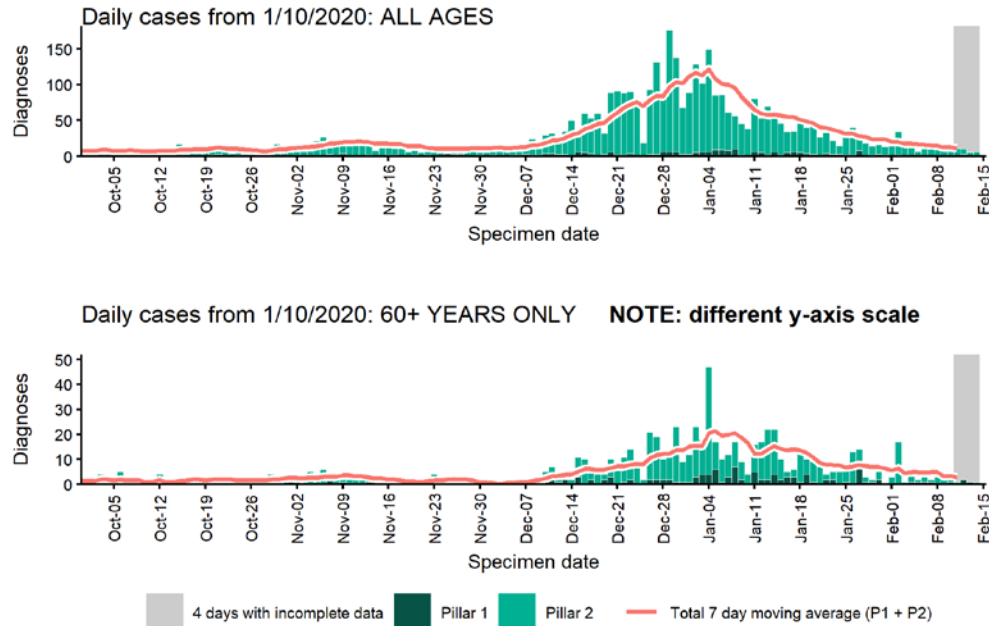 Daily cases from 1/10/2020: ALL AGES
150
100
50
0
Diagnoses
Oct-05
Oct-12
Oct-19
Oct-26
Nov-02
Nov-09
Nov-16
Nov-23
Nov-30
Dec-07
Dec-14
Dec-21
Dec-28
Jan-04
Jan-11
Jan-18
Jan-25
Feb-01
Feb-08
Feb-15
Specimen date
Daily cases from 1/10/2020: 60+ YEARS ONLY NOTE: different y-axis scale
50
40
30
20
10
0
Diagnoses
Oct-05
Oct-12
Oct-19
Oct-26
Nov-02
Nov-09
Nov-16
Nov-23
Nov-30
Dec-07
Dec-14
Dec-21
Dec-28
Jan-04
Jan-11
Jan-18
Jan-25
Feb-01
Feb-08
Feb-15
Specimen date
4 days with incomplete data Pillar 1 Pillar 2 Total 7 day moving average (P1 + P2)